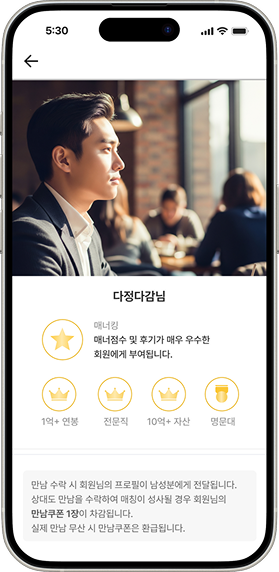 5:30
다정다감님
매너킹
매너점수 및 후기가 매우 우수한
회원에게 부여됩니다.
1억+ 연봉
전문직
10억+ 자산
명문대
만남 수락 시 회원님의 프로필이 남성분에게 전달됩니다.
상대도 만남을 수락하여 매칭이 성사될 경우 회원님의
만남쿠폰 1장이 차감됩니다.
실제 만남 무산 시 만남쿠폰은 환급됩니다.